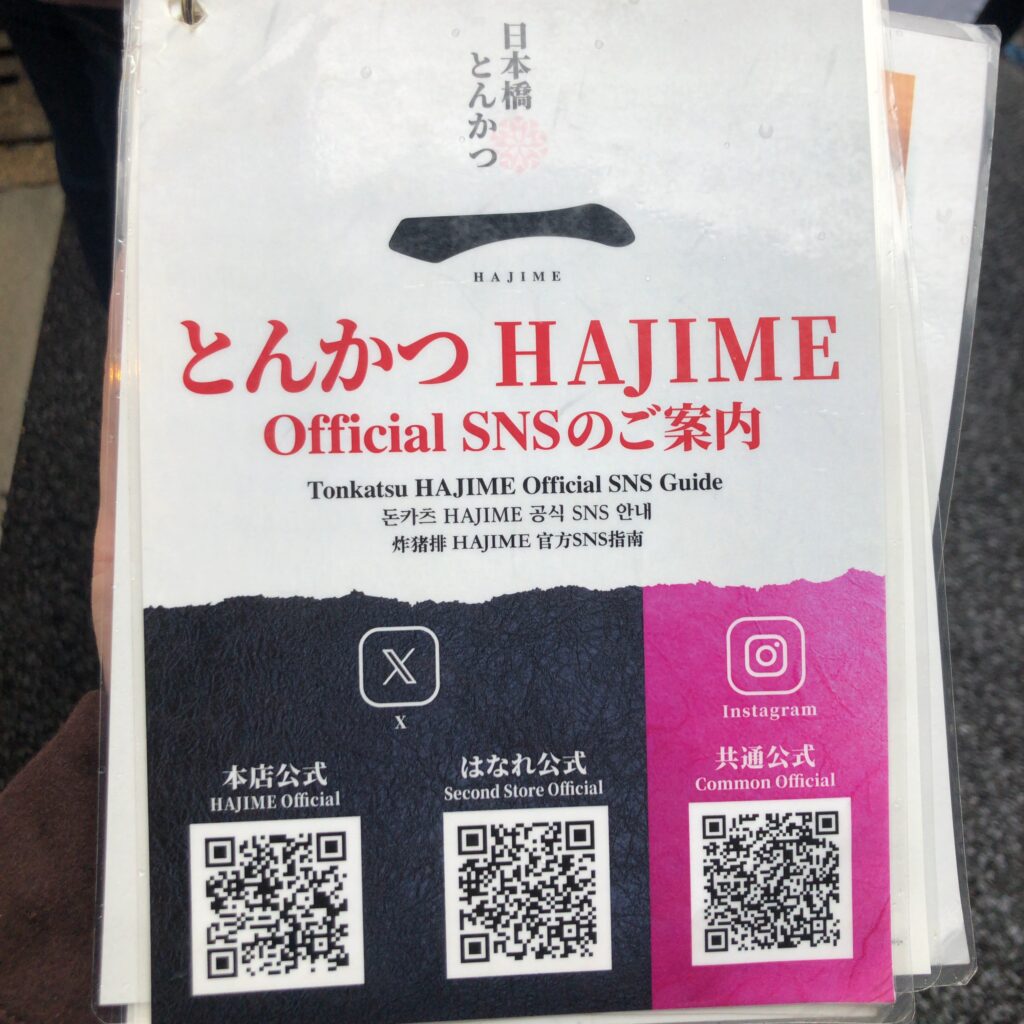 日本橋
とんかつ
一
HAJIME
とんかつ HAJIME
Official SNSのご案内
Tonkatsu HAJIME Official SNS Guide
돈카츠 HAJIME 공식 SNS 안내
炸猪排 HAJIME 官方SNS指南
X
Instagram
本店公式
HAJIME Official
はなれ公式
Second Store Official
共通公式
Common Official